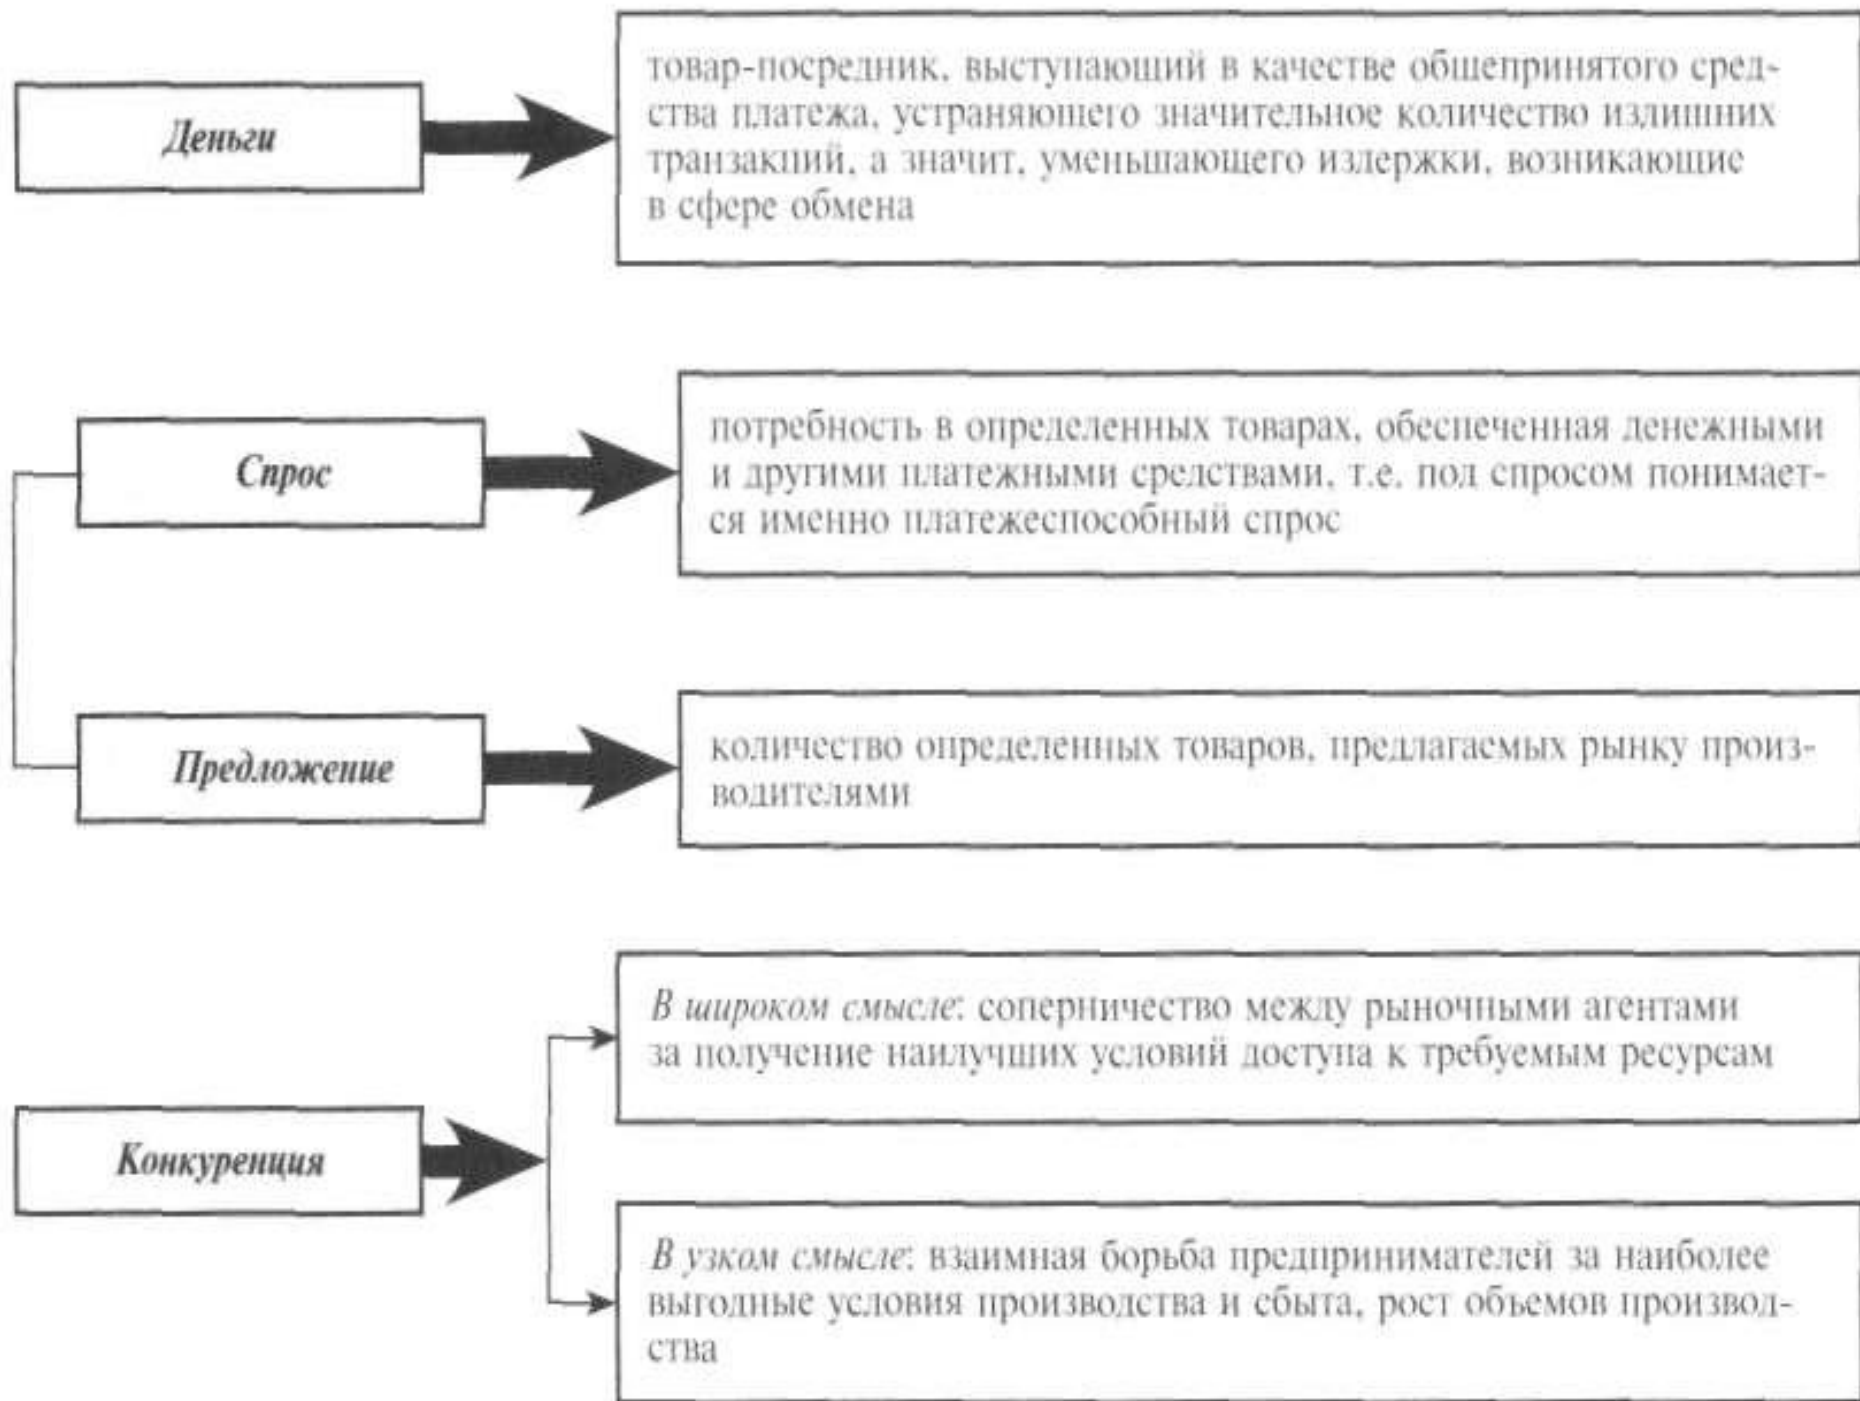 Деньги
товар-посредник, выступающий в качестве общепринятого сред-
ства платежа, устраняющего значительное количество излишних
транзакций, а значит, уменьшающего издержки, возникающие
в сфере обмена
Спрос
потребность в определенных товарах, обеспеченная денежными
и другими платежными средствами, т.е. под спросом понимает-
ся именно платежеспособный спрос
Предложение
количество определенных товаров, предлагаемых рынку произ-
водителями
Конкуренция
В широком смысле: соперничество между рыночными агентами
за получение наилучших условий доступа к требуемым ресурсам
В узком смысле: взаимная борьба предпринимателей за наиболее
выгодные условия производства и сбыта, рост объемов производ-
ства